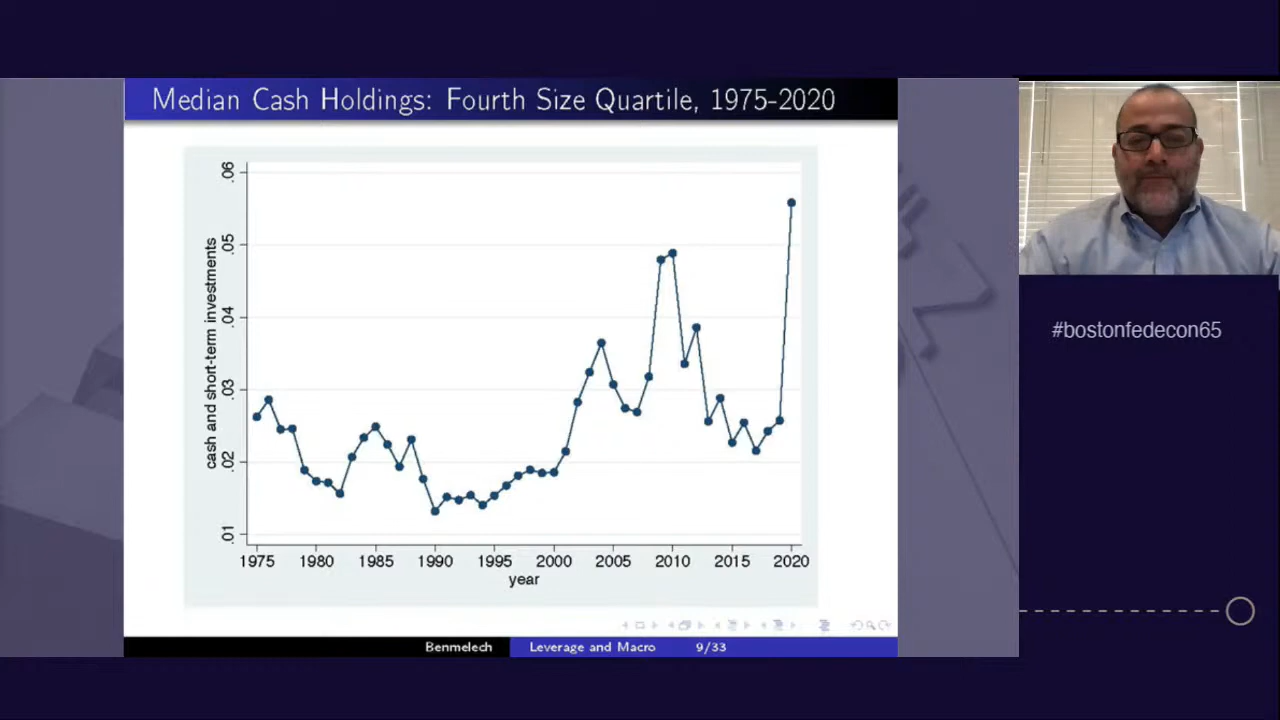 Median Cash Holdings: Fourth Size Quartile, 1975-2020
cash and short-term investments
.06
.05
.04
.03
.02
.01
1975 1980 1985 1990 1995 2000 2005 2010 2015 2020
year
Benmelech Leverage and Macro 9/33
#bostonfedecon65